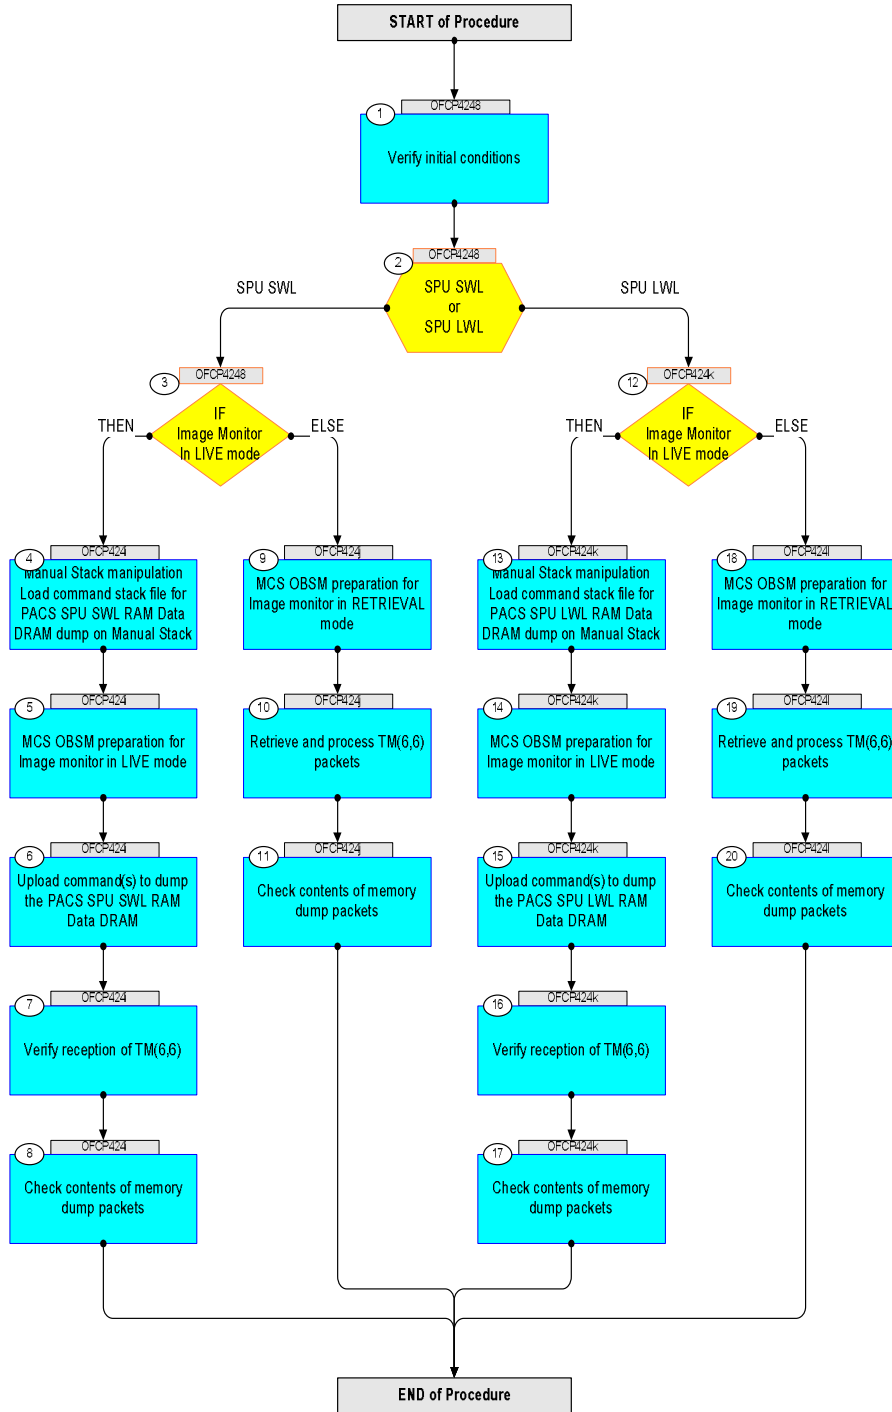 START of Procedure
OFCP4248
1
Verify initial conditions
OFCP4248
2
SPU SWL
or
SPU LWL
SPU SWL
SPU LWL
OFCP4248
3
IF
Image Monitor
In LIVE mode
THEN
ELSE
OFCP424k
12
IF
Image Monitor
In LIVE mode
THEN
ELSE
OFCP424i
4
Manual Stack manipulation
Load command stack file for
PACS SPU SWL RAM Data
DRAM dump on Manual Stack
OFCP424j
9
MCS OBSM preparation for
Image monitor in RETRIEVAL
mode
OFCP424k
13
Manual Stack manipulation
Load command stack file for
PACS SPU LWL RAM Data
DRAM dump on Manual Stack
OFCP424l
18
MCS OBSM preparation for
Image monitor in RETRIEVAL
mode
OFCP424i
5
MCS OBSM preparation for
Image monitor in LIVE mode
OFCP424j
10
Retrieve and process TM(6,6)
packets
OFCP424k
14
MCS OBSM preparation for
Image monitor in LIVE mode
OFCP424l
19
Retrieve and process TM(6,6)
packets
OFCP424i
6
Upload command(s) to dump
the PACS SPU SWL RAM
Data DRAM
OFCP424j
11
Check contents of memory
dump packets
OFCP424k
15
Upload command(s) to dump
the PACS SPU LWL RAM
Data DRAM
OFCP424l
20
Check contents of memory
dump packets
OFCP424i
7
Verify reception of TM(6,6)
OFCP424k
16
Verify reception of TM(6,6)
OFCP424i
8
Check contents of memory
dump packets
OFCP424k
17
Check contents of memory
dump packets
END of Procedure